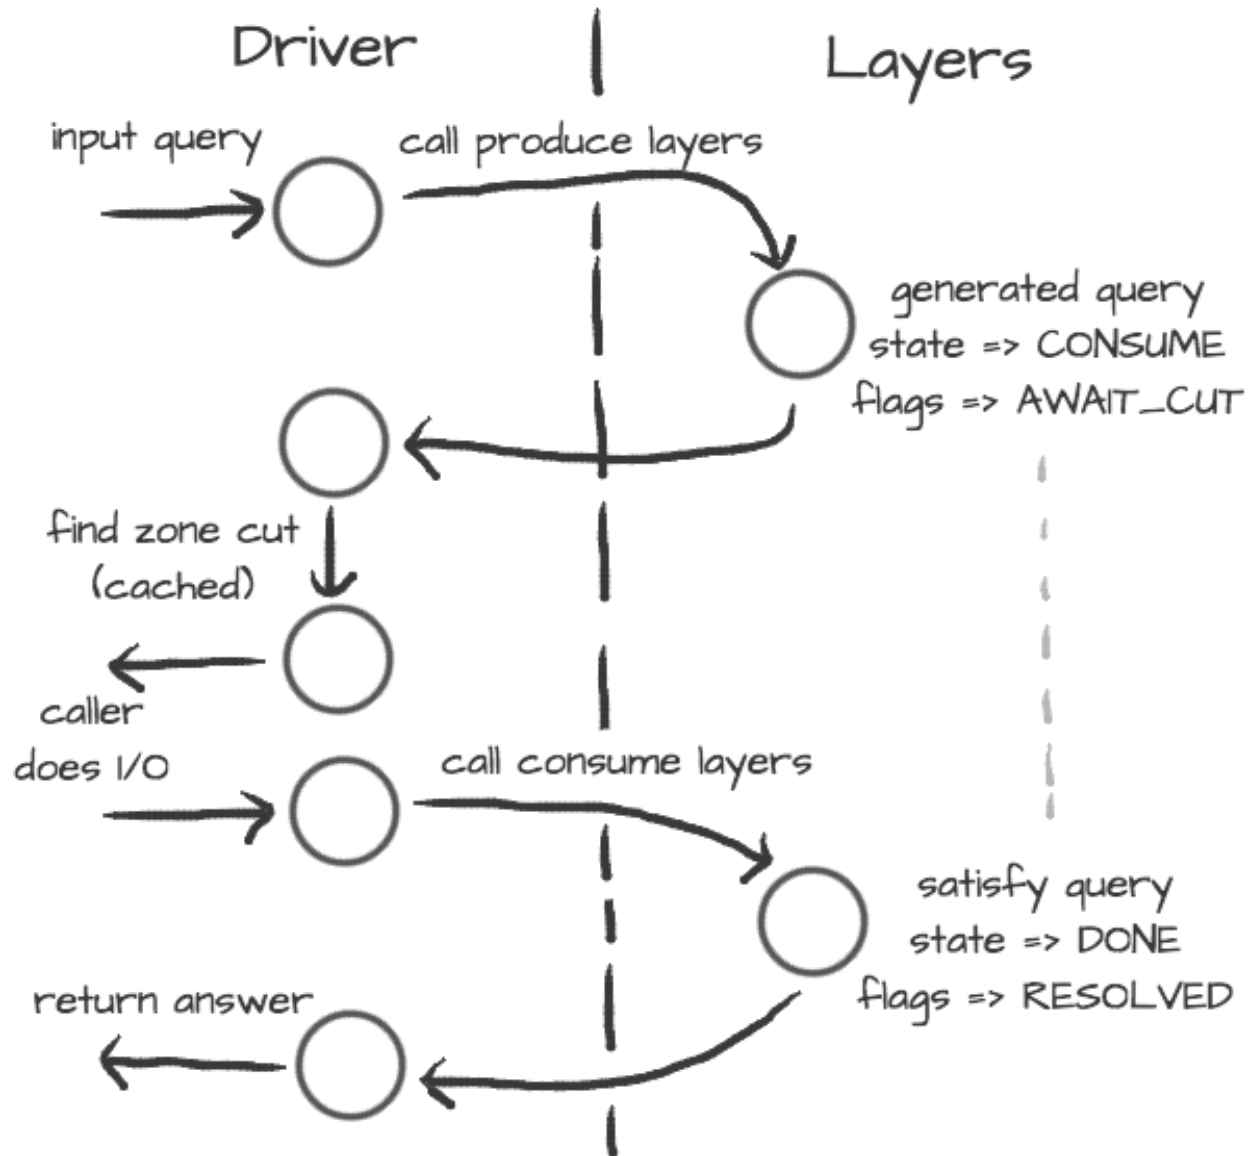 Driver
Layers
input query
call produce layers
generated query
state => CONSUME
flags => AWAIT_CUT
find zone cut
(cached)
caller
does I/O
call consume layers
satisfy query
state => DONE
flags => RESOLVED
return answer